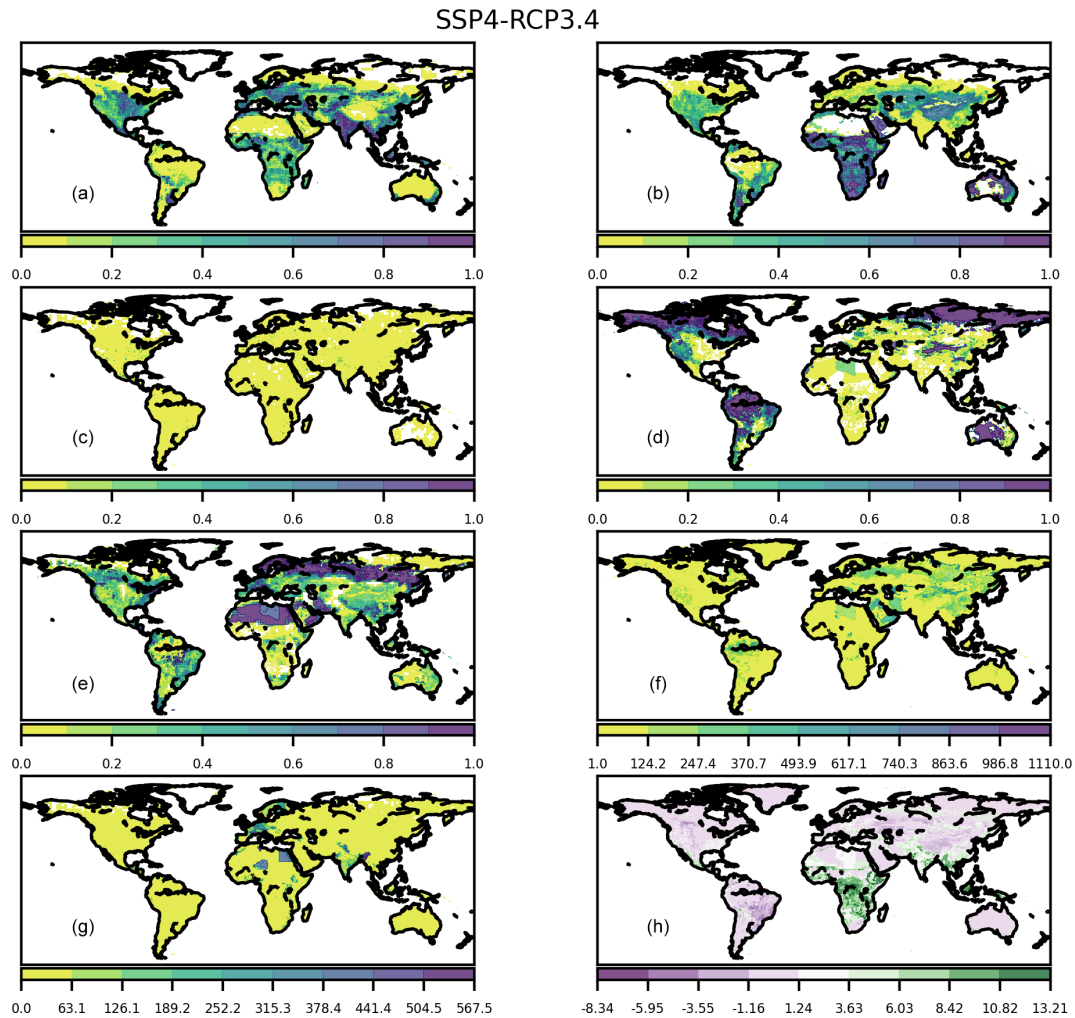 SSP4-RCP3.4
(a) (b)
0.0 0.2 0.4 0.6 0.8 1.0 0.0 0.2 0.4 0.6 0.8 1.0
(c) (d)
0.0 0.2 0.4 0.6 0.8 1.0 0.0 0.2 0.4 0.6 0.8 1.0
(e) (f)
0.0 0.2 0.4 0.6 0.8 1.0 1.0 124.2 247.4 370.7 493.9 617.1 740.3 863.6 986.8 1110.0
(g) (h)
0.0 63.1 126.1 189.2 252.2 315.3 378.4 441.4 504.5 567.5 -8.34 -5.95 -3.55 -1.16 1.24 3.63 6.03 8.42 10.82 13.21